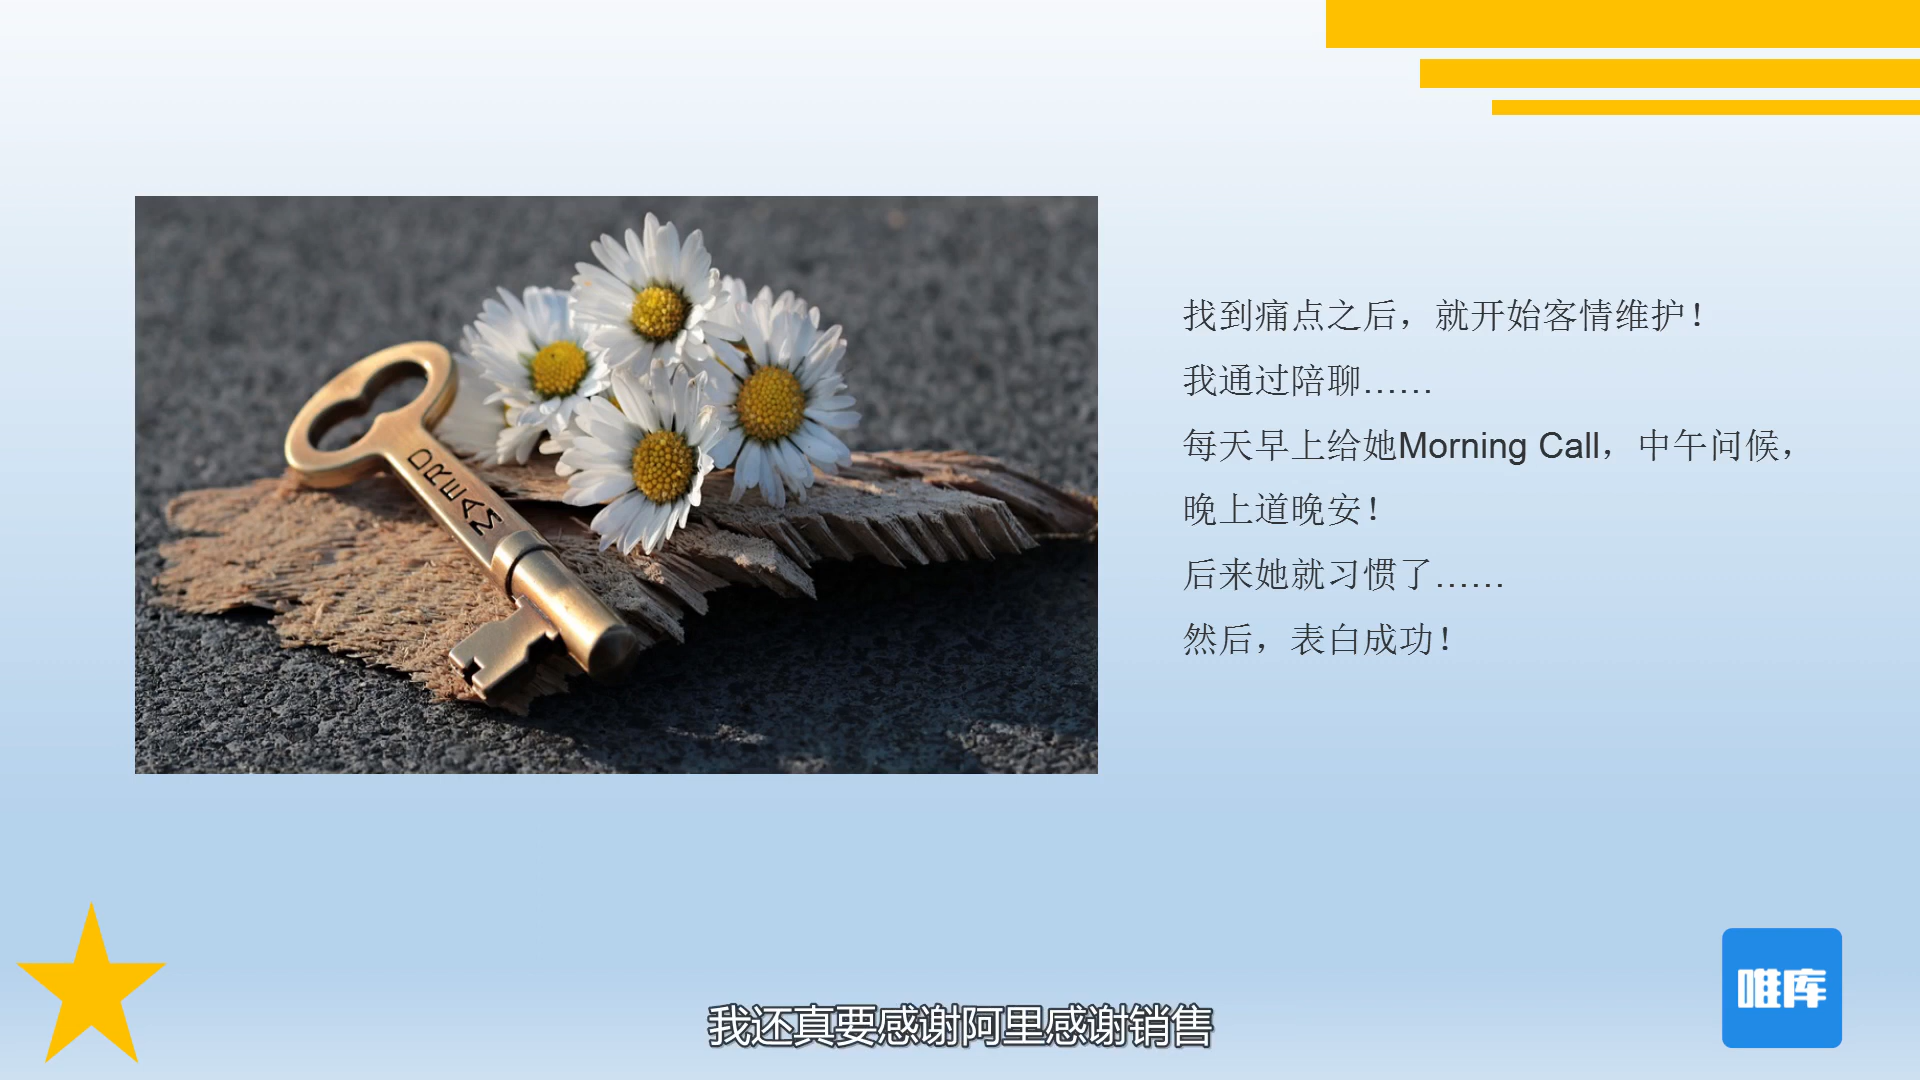 DREAM
找到痛点之后，就开始客情维护！
我通过陪聊……
每天早上给她Morning Call，中午问候，
晚上道晚安！
后来她就习惯了……
然后，表白成功！
唯库
我还真要感谢阿里感谢销售